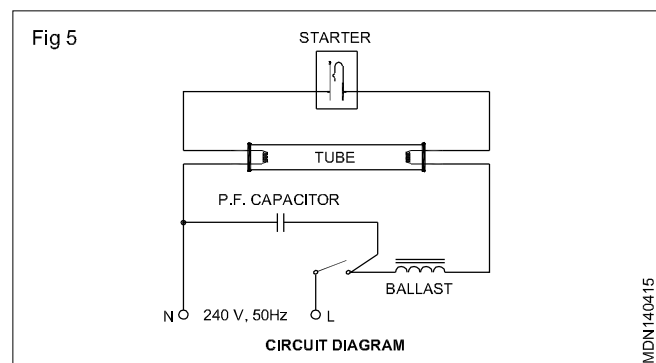 Fig 5
STARTER
TUBE
P.F. CAPACITOR
BALLAST
N 240 V, 50Hz L
CIRCUIT DIAGRAM
MDN140415